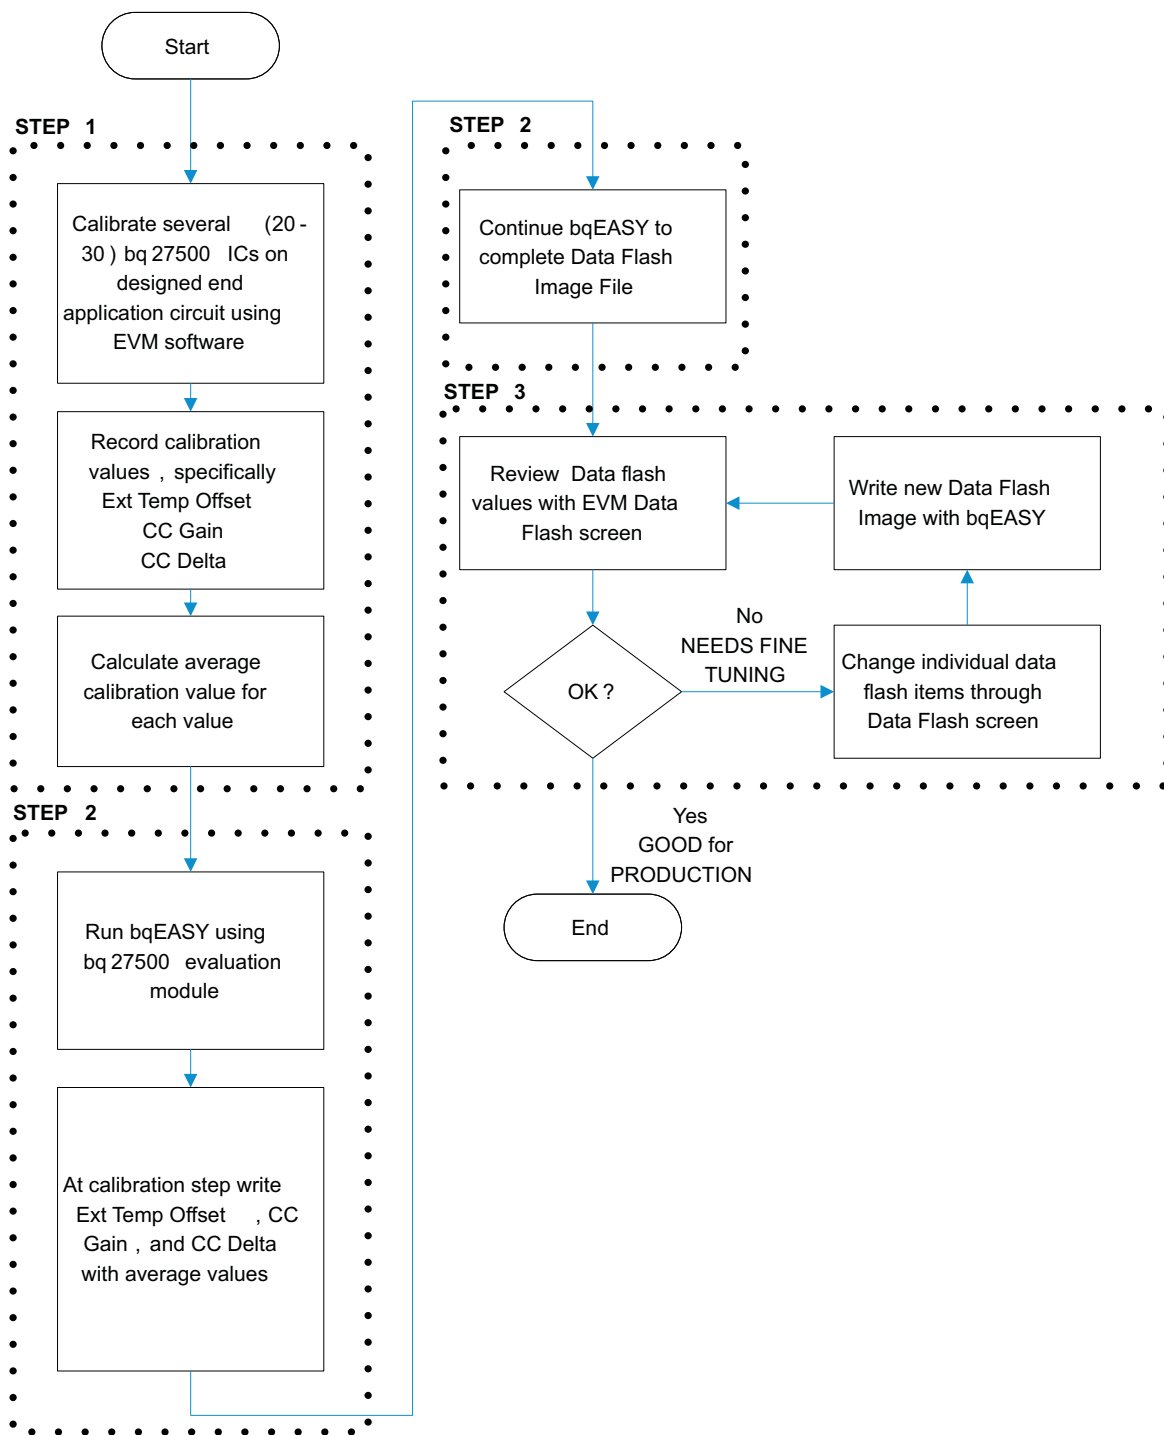 Start
STEP 1
Calibrate several (20-
30) bq27500 ICs on
designed end
application circuit using
EVM software
Record calibration
values, specifically
Ext Temp Offset
CC Gain
CC Delta
Calculate average
calibration value for
each value
STEP 2
Run bqEASY using
bq27500 evaluation
module
At calibration step write
Ext Temp Offset, CC
Gain, and CC Delta
with average values
STEP 2
Continue bqEASY to
complete Data Flash
Image File
STEP 3
Review Data flash
values with EVM Data
Flash screen
Write new Data Flash
Image with bqEASY
OK?
No
NEEDS FINE
TUNING
Change individual data
flash items through
Data Flash screen
Yes
GOOD for
PRODUCTION
End